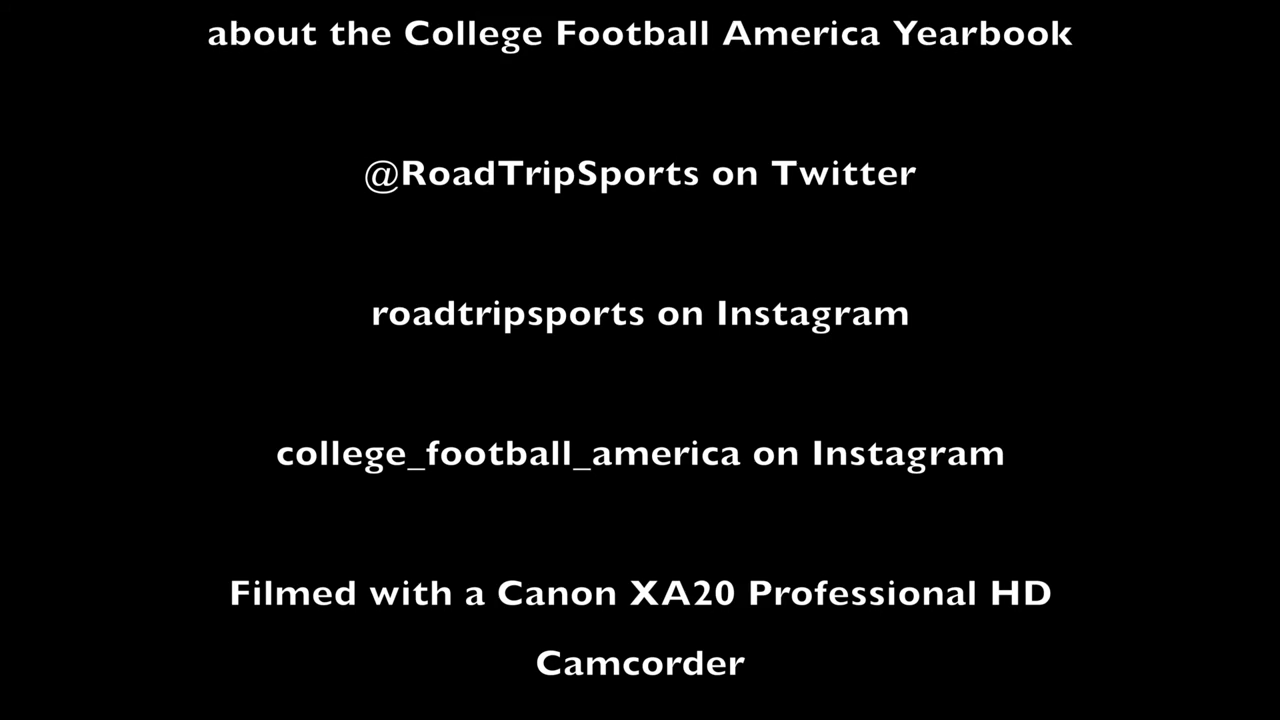 about the College Football America Yearbook
@RoadTripSports on Twitter
roadtripsports on Instagram
college_football_america on Instagram
Filmed with a Canon XA20 Professional HD
Camcorder